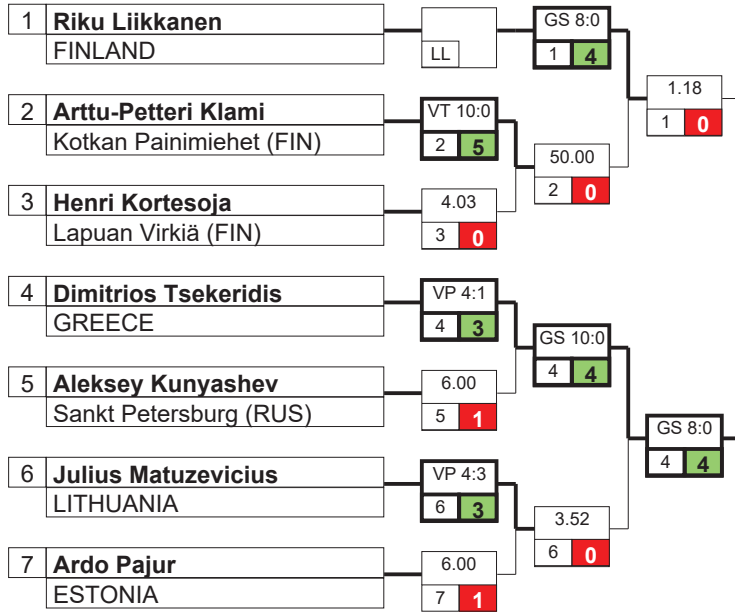 1 Riku Liikkanen
FINLAND
LL
GS 8:0
1 4
1.18
1 0
2 Arttu-Petteri Klami
Kotkan Painimiehet (FIN)
VT 10:0
2 5
50.00
2 0
3 Henri Kortesoja
Lapuan Virkiä (FIN)
4.03
3 0
4 Dimitrios Tsekeridis
GREECE
VP 4:1
4 3
GS 10:0
4 4
5 Aleksey Kunyashev
Sankt Petersburg (RUS)
6.00
5 1
GS 8:0
4 4
6 Julius Matuzevicius
LITHUANIA
VP 4:3
6 3
3.52
6 0
7 Ardo Pajur
ESTONIA
6.00
7 1